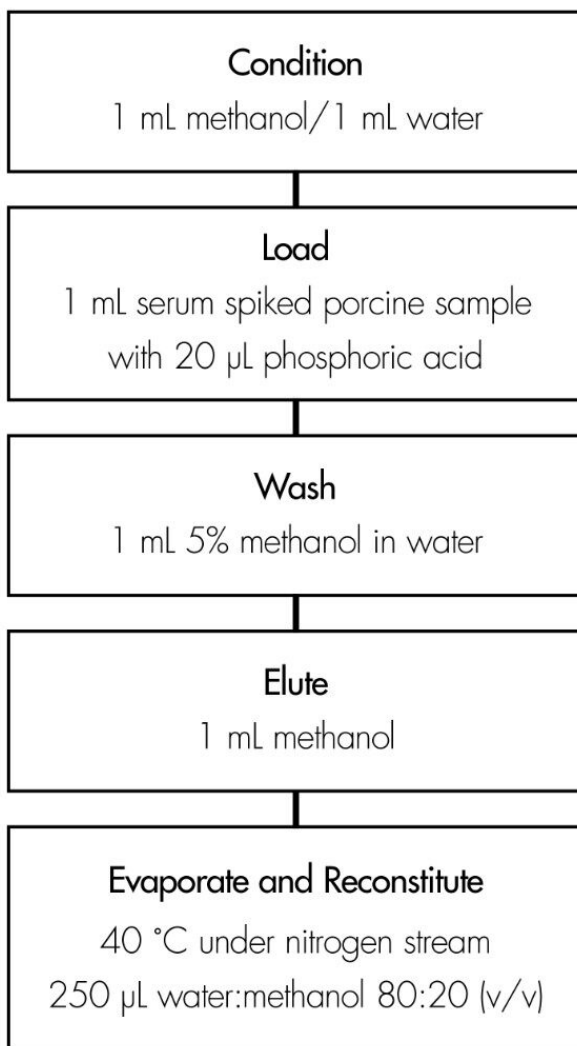 Condition
1 mL methanol/1 mL water
Load
1 mL serum spiked porcine sample
with 20 µL phosphoric acid
Wash
1 mL 5% methanol in water
Elute
1 mL methanol
Evaporate and Reconstitute
40 °C under nitrogen stream
250 µL water:methanol 80:20 (v/v)